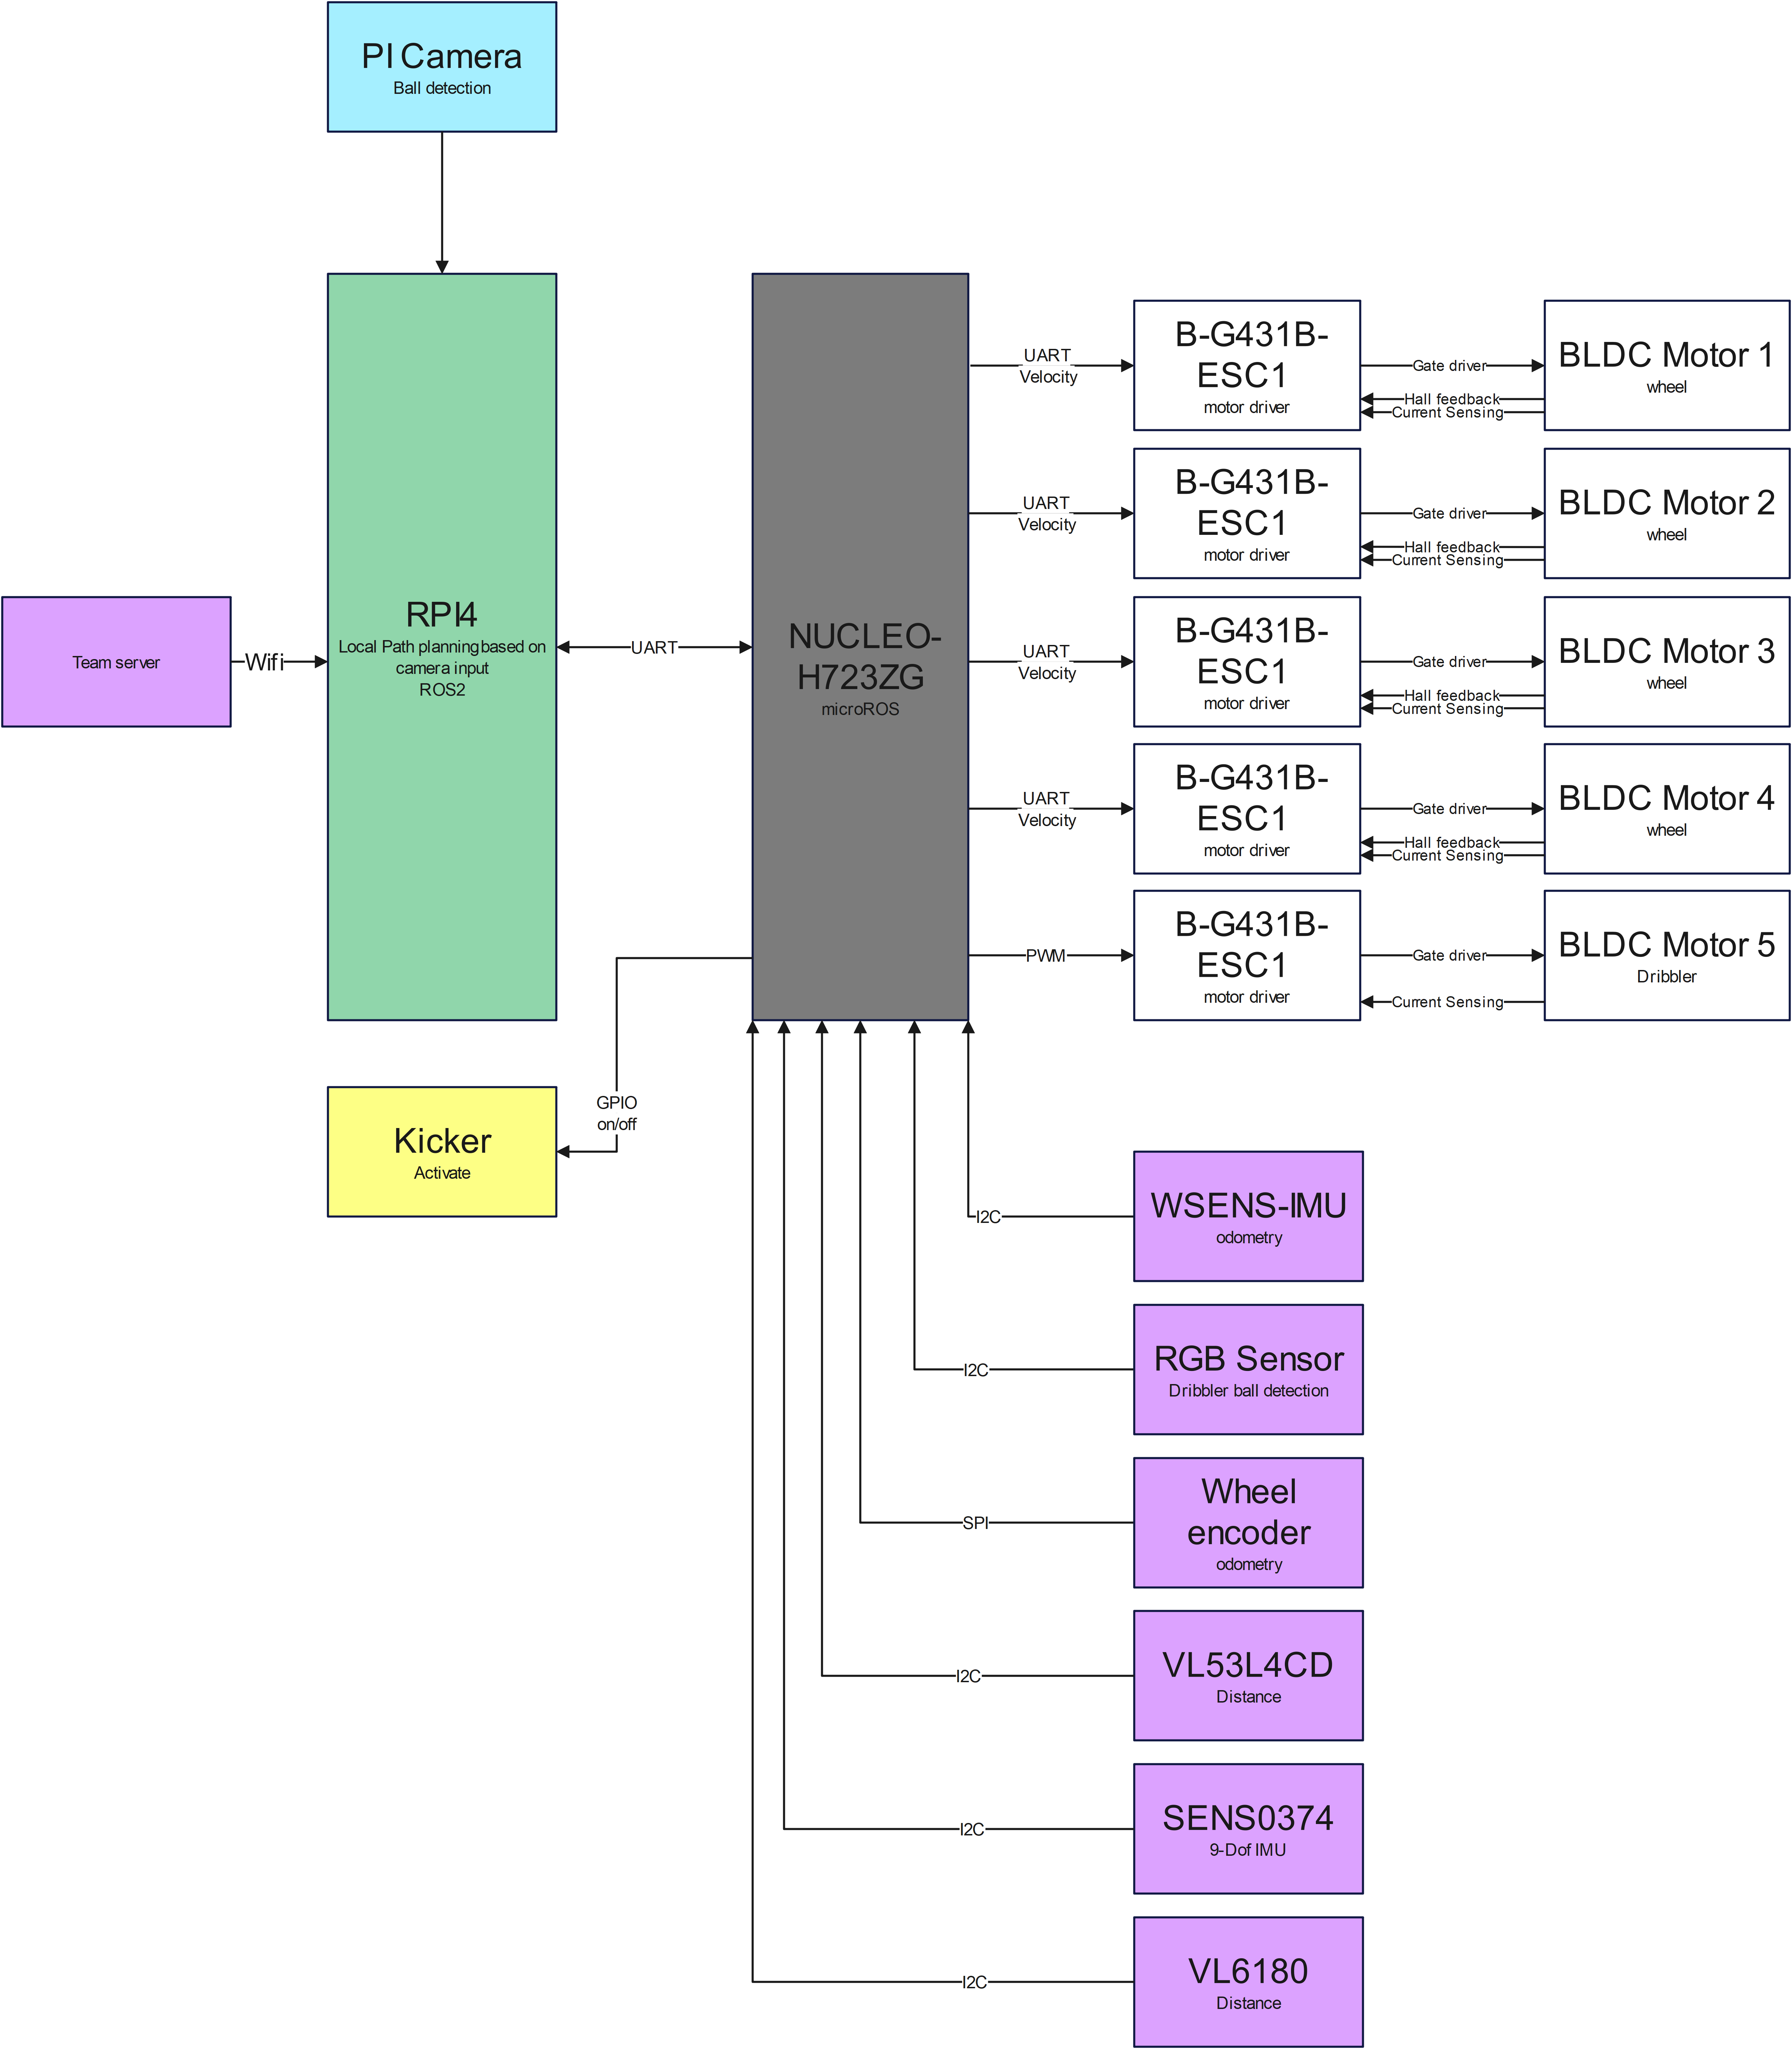 PI Camera
Ball detection
RPI4
Local Path planning based on
camera input
ROS2
Team server
Wifi
UART
NUCLEO-
H723ZG
microROS
UART
Velocity
B-G431B-
ESC1
motor driver
Gate driver
Hall feedback
Current Sensing
BLDC Motor 1
wheel
UART
Velocity
B-G431B-
ESC1
motor driver
Gate driver
Hall feedback
Current Sensing
BLDC Motor 2
wheel
UART
Velocity
B-G431B-
ESC1
motor driver
Gate driver
Hall feedback
Current Sensing
BLDC Motor 3
wheel
UART
Velocity
B-G431B-
ESC1
motor driver
Gate driver
Hall feedback
Current Sensing
BLDC Motor 4
wheel
PWM
B-G431B-
ESC1
motor driver
Gate driver
Current Sensing
BLDC Motor 5
Dribbler
Kicker
Activate
GPIO
on/off
I2C
WSENS-IMU
odometry
I2C
RGB Sensor
Dribbler ball detection
SPI
Wheel
encoder
odometry
I2C
VL53L4CD
Distance
I2C
SENS0374
9-Dof IMU
I2C
VL6180
Distance